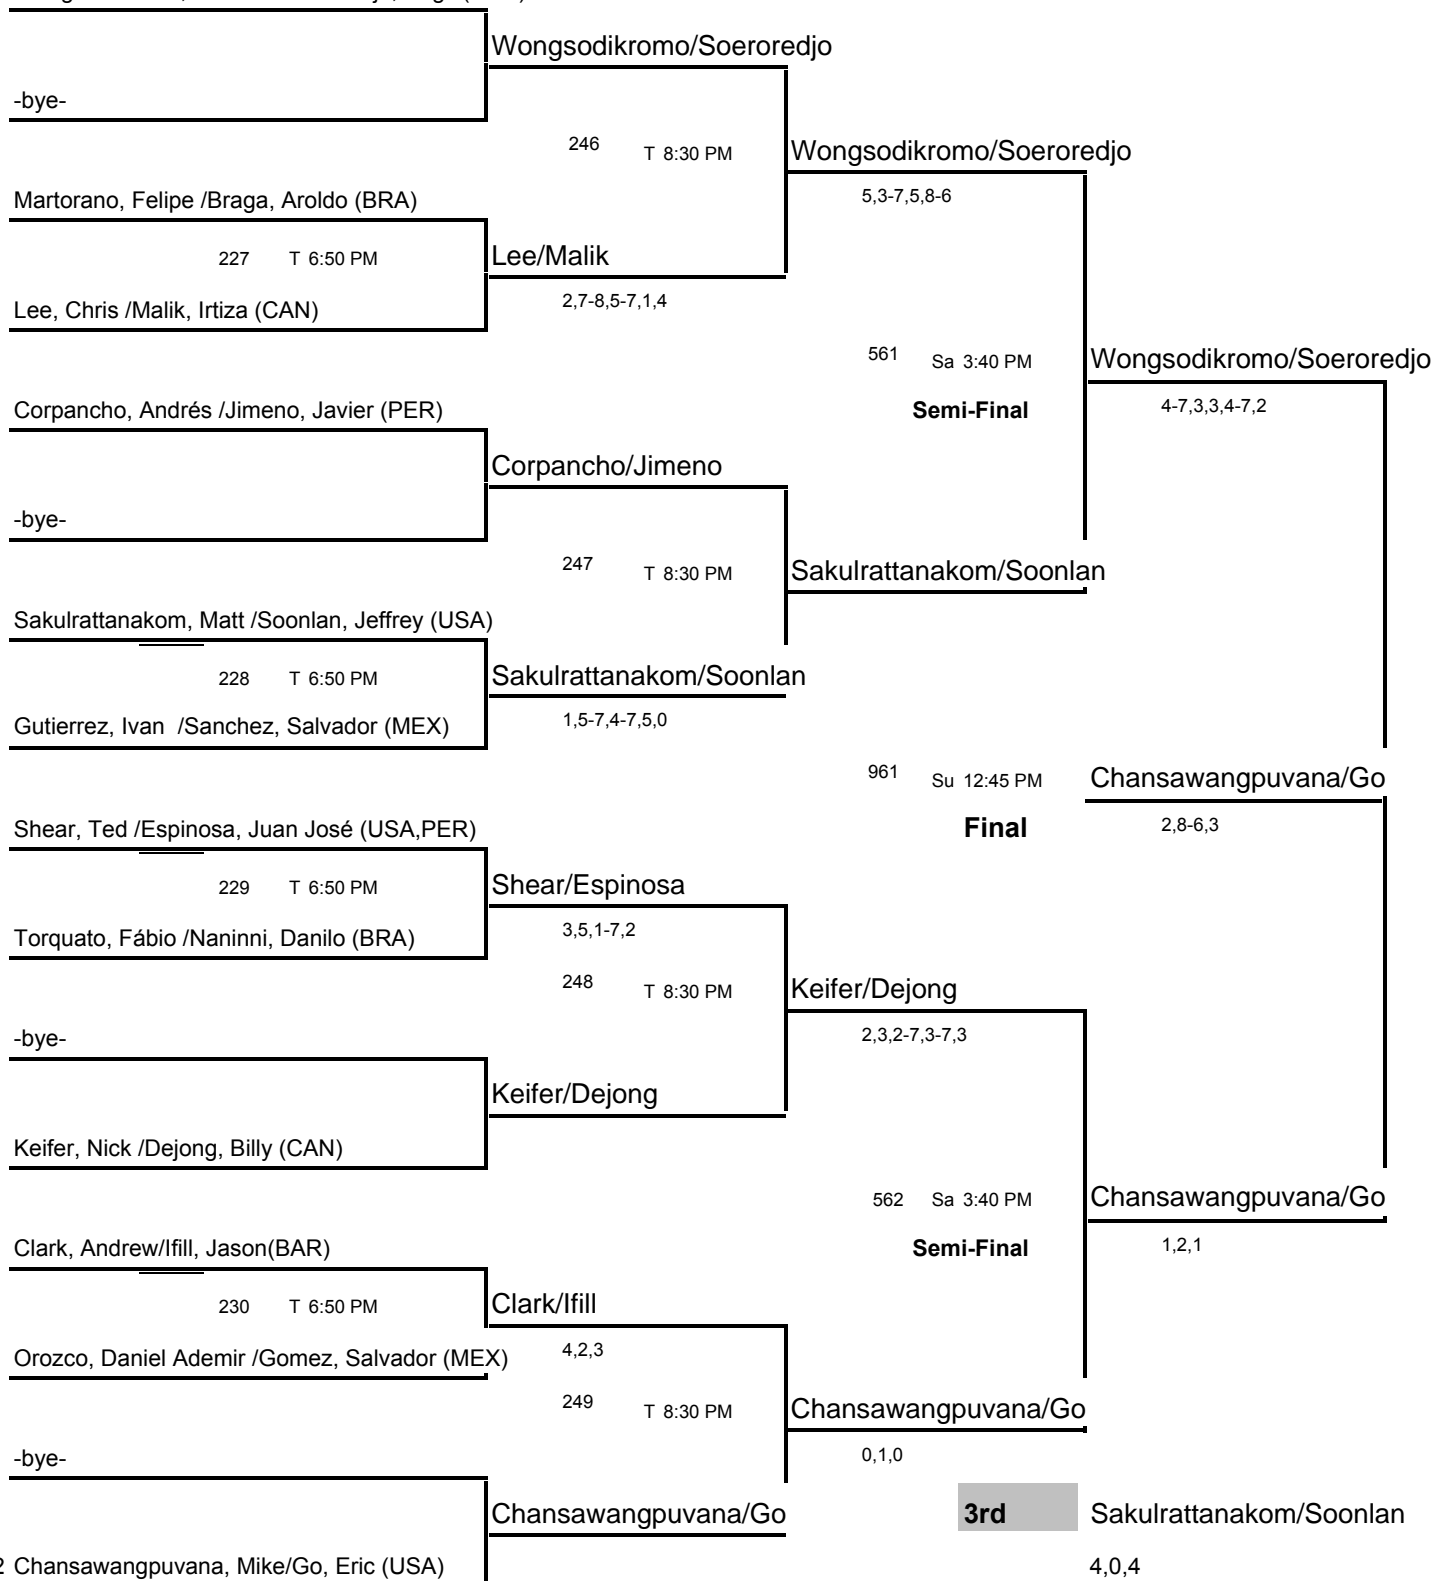 Wongsodikromo/Soeroredjo
-bye-
246 T 8:30 PM
Wongsodikromo/Soeroredjo
Martorano, Felipe /Braga, Aroldo (BRA)
5,3-7,5,8-6
227 T 6:50 PM
Lee/Malik
Lee, Chris /Malik, Irtiza (CAN)
2,7-8,5-7,1,4
561 Sa 3:40 PM
Wongsodikromo/Soeroredjo
Corpancho, Andrés /Jimeno, Javier (PER)
Semi-Final
4-7,3,3,4-7,2
Corpancho/Jimeno
-bye-
247 T 8:30 PM
Sakulrattanakom/Soonlan
Sakulrattanakom, Matt /Soonlan, Jeffrey (USA)
228 T 6:50 PM
Sakulrattanakom/Soonlan
Gutierrez, Ivan /Sanchez, Salvador (MEX)
1,5-7,4-7,5,0
961 Su 12:45 PM
Chansawangpuvana/Go
Shear, Ted /Espinosa, Juan José (USA,PER)
Final
2,8-6,3
229 T 6:50 PM
Shear/Espinosa
Torquato, Fábio /Naninni, Danilo (BRA)
3,5,1-7,2
248 T 8:30 PM
Keifer/Dejong
-bye-
2,3,2-7,3-7,3
Keifer/Dejong
Keifer, Nick /Dejong, Billy (CAN)
562 Sa 3:40 PM
Chansawangpuvana/Go
Clark, Andrew/Ifill, Jason(BAR)
Semi-Final
1,2,1
230 T 6:50 PM
Clark/Ifill
Orozco, Daniel Ademir /Gomez, Salvador (MEX)
4,2,3
249 T 8:30 PM
Chansawangpuvana/Go
-bye-
0,1,0
Chansawangpuvana/Go
3rd
Sakulrattanakom/Soonlan
2 Chansawangpuvana, Mike/Go, Eric (USA)
4,0,4